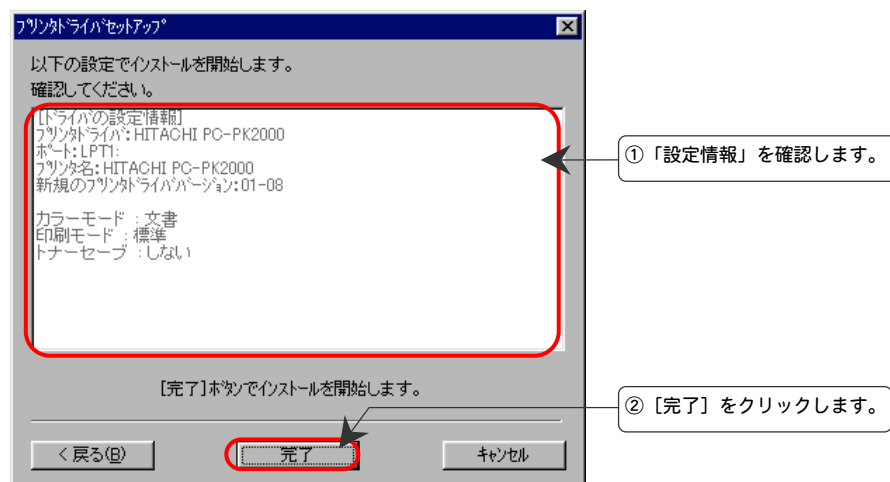 プリンタドライバセットアップ
以下の設定でインストールを開始します。
確認してください。
[ドライバの設定情報]
プリンタドライバ:HITACHI PC-PK2000
ポート:LPT1:
プリンタ名:HITACHI PC-PK2000
新規のプリンタドライババージョン:01-08
カラーモード :文書
印刷モード :標準
トナーセーブ :しない
①「設定情報」を確認します。
[完了]ボタンでインストールを開始します。
②［完了］をクリックします。
< 戻る(B)
完了
キャンセル